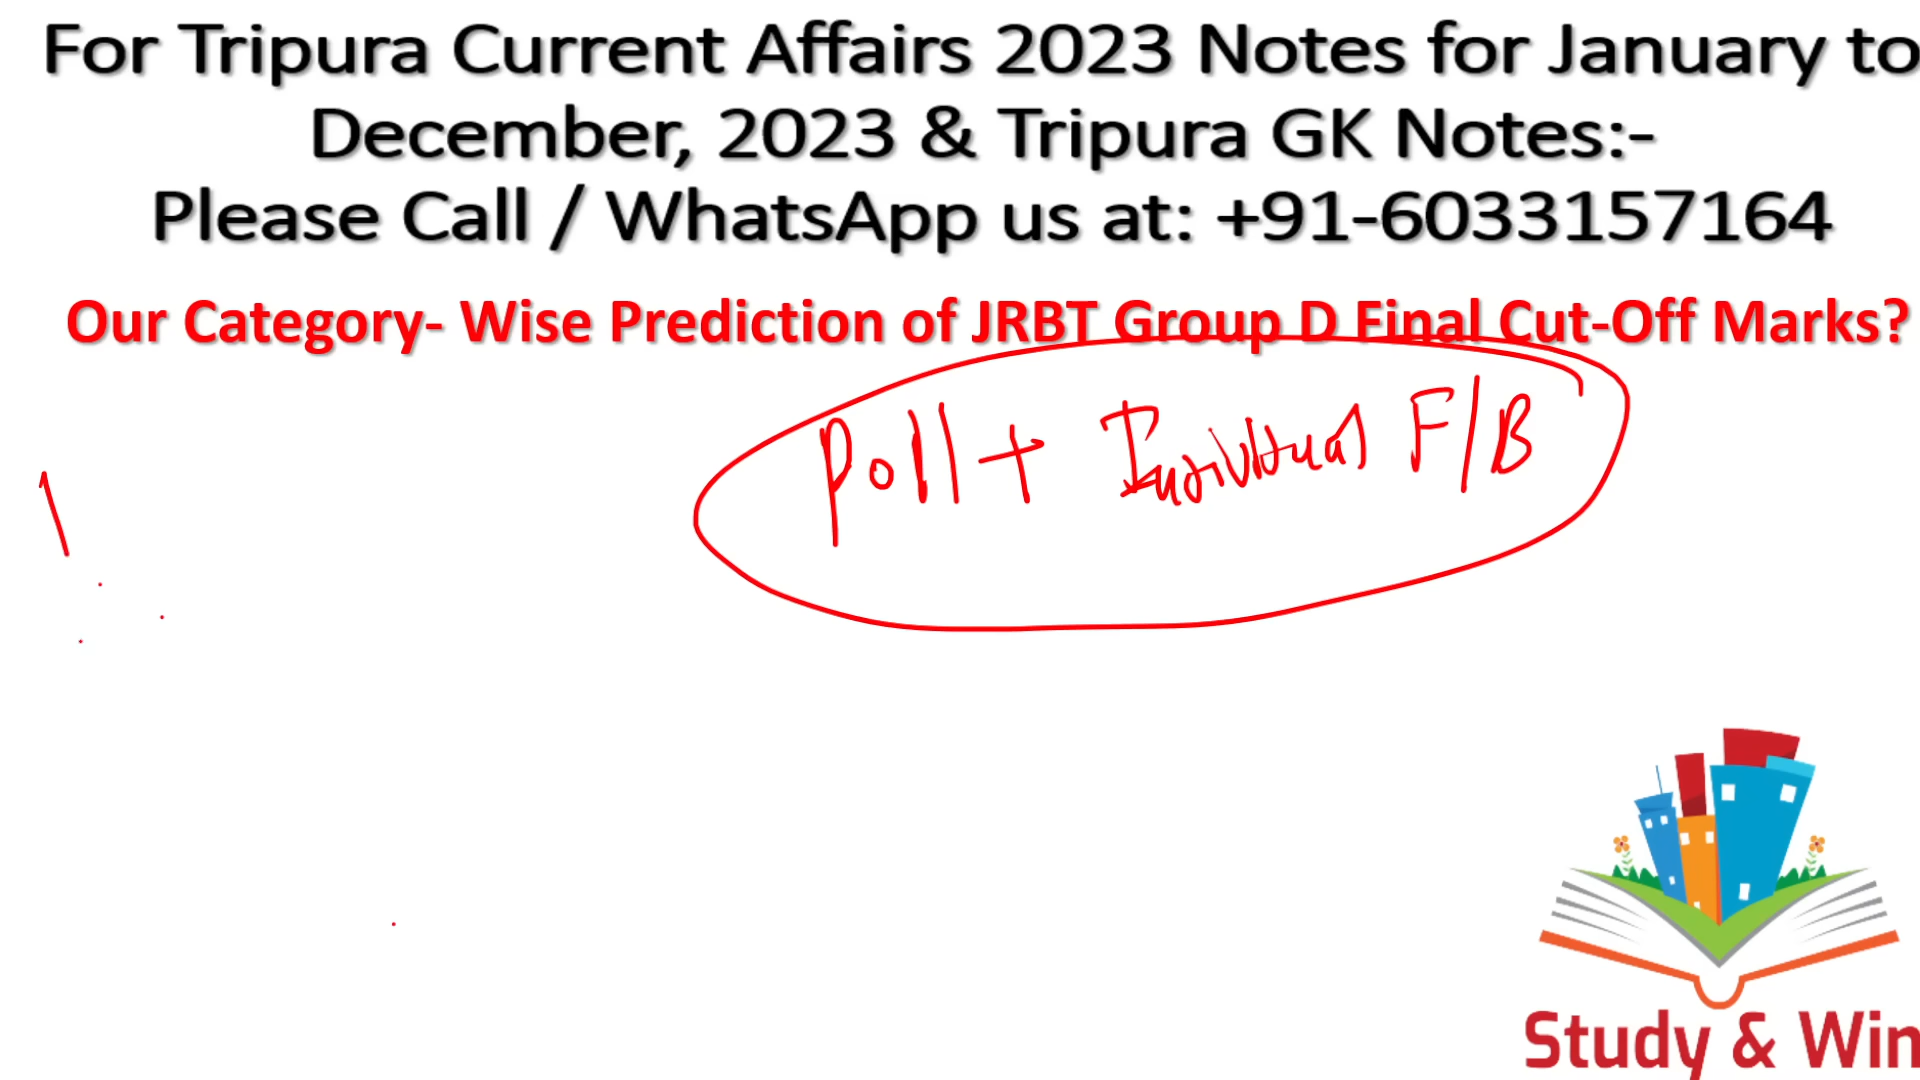 For Tripura Current Affairs 2023 Notes for January to
December, 2023 & Tripura GK Notes:-
Please Call / WhatsApp us at: +91-6033157164
Our Category- Wise Prediction of JRBT Group D Final Cut-Off Marks?
Poll + Individual F/B
Study & Win